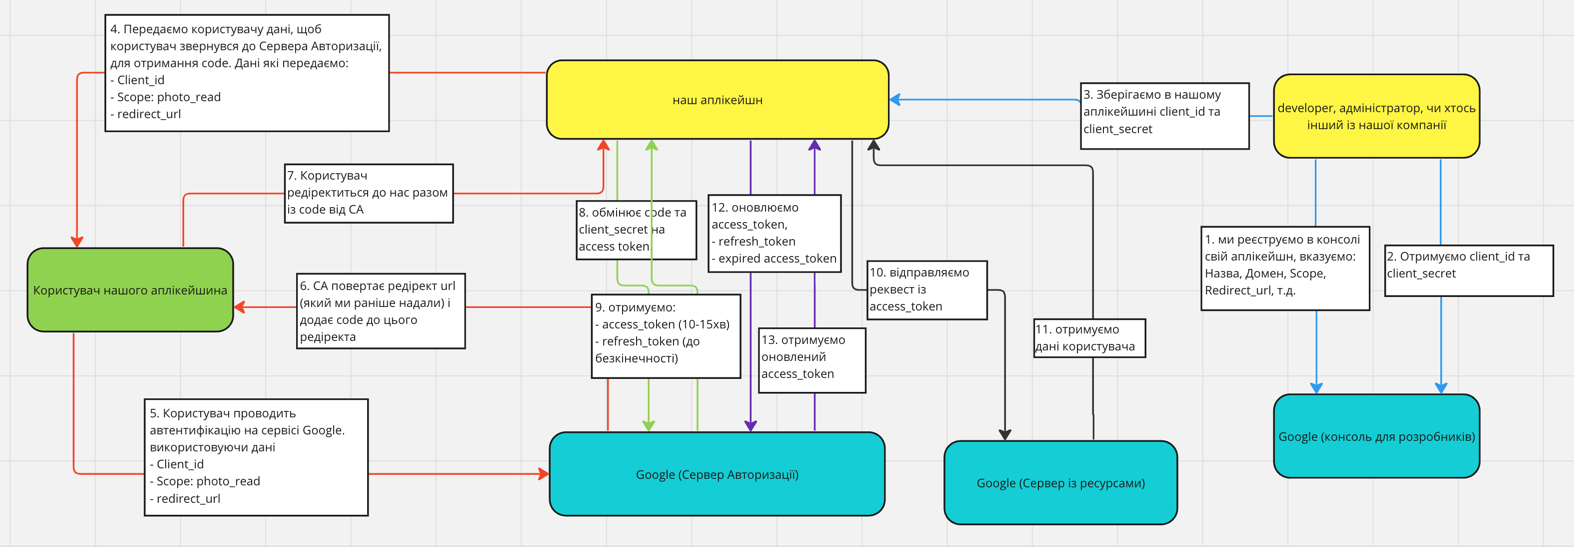 4. Передаємо користувачу дані, щоб
користувач звернувся до Сервера Авторизації,
для отримання code. Дані які передаємо:
- Client_id
- Scope: photo_read
- redirect_url
наш аплікейшн
3. Зберігаємо в нашому
аплікейшині client_id та
client_secret
developer, адміністратор, чи хтось
інший із нашої компанії
7. Користувач
редіректиться до нас разом
із code від СА
8. обмінює code та
client_secret на
access token.
12. оновлюємо
access_token,
- refresh_token
- expired access_token
1. ми реєструємо в консолі
свій аплікейшн, вказуємо:
Назва, Домен, Scope,
Redirect_url, т.д.
2. Отримуємо client_id та
client_secret
Користувач нашого аплікейшина
6. СА повертає редірект url
(який ми раніше надали) і
додає code до цього
редіректа
9. отримуємо:
- access_token (10-15хв)
- refresh_token (до
безкінечності)
10. відправляємо
реквест із
access_token
13. отримуємо
оновлений
access_token
11. отримуємо
дані користувача
5. Користувач проводить
автентифікацію на сервісі Google.
використовуючи дані
- Client_id
- Scope: photo_read
- redirect_url
Google (Сервер Авторизації)
Google (Сервер із ресурсами)
Google (консоль для розробників)